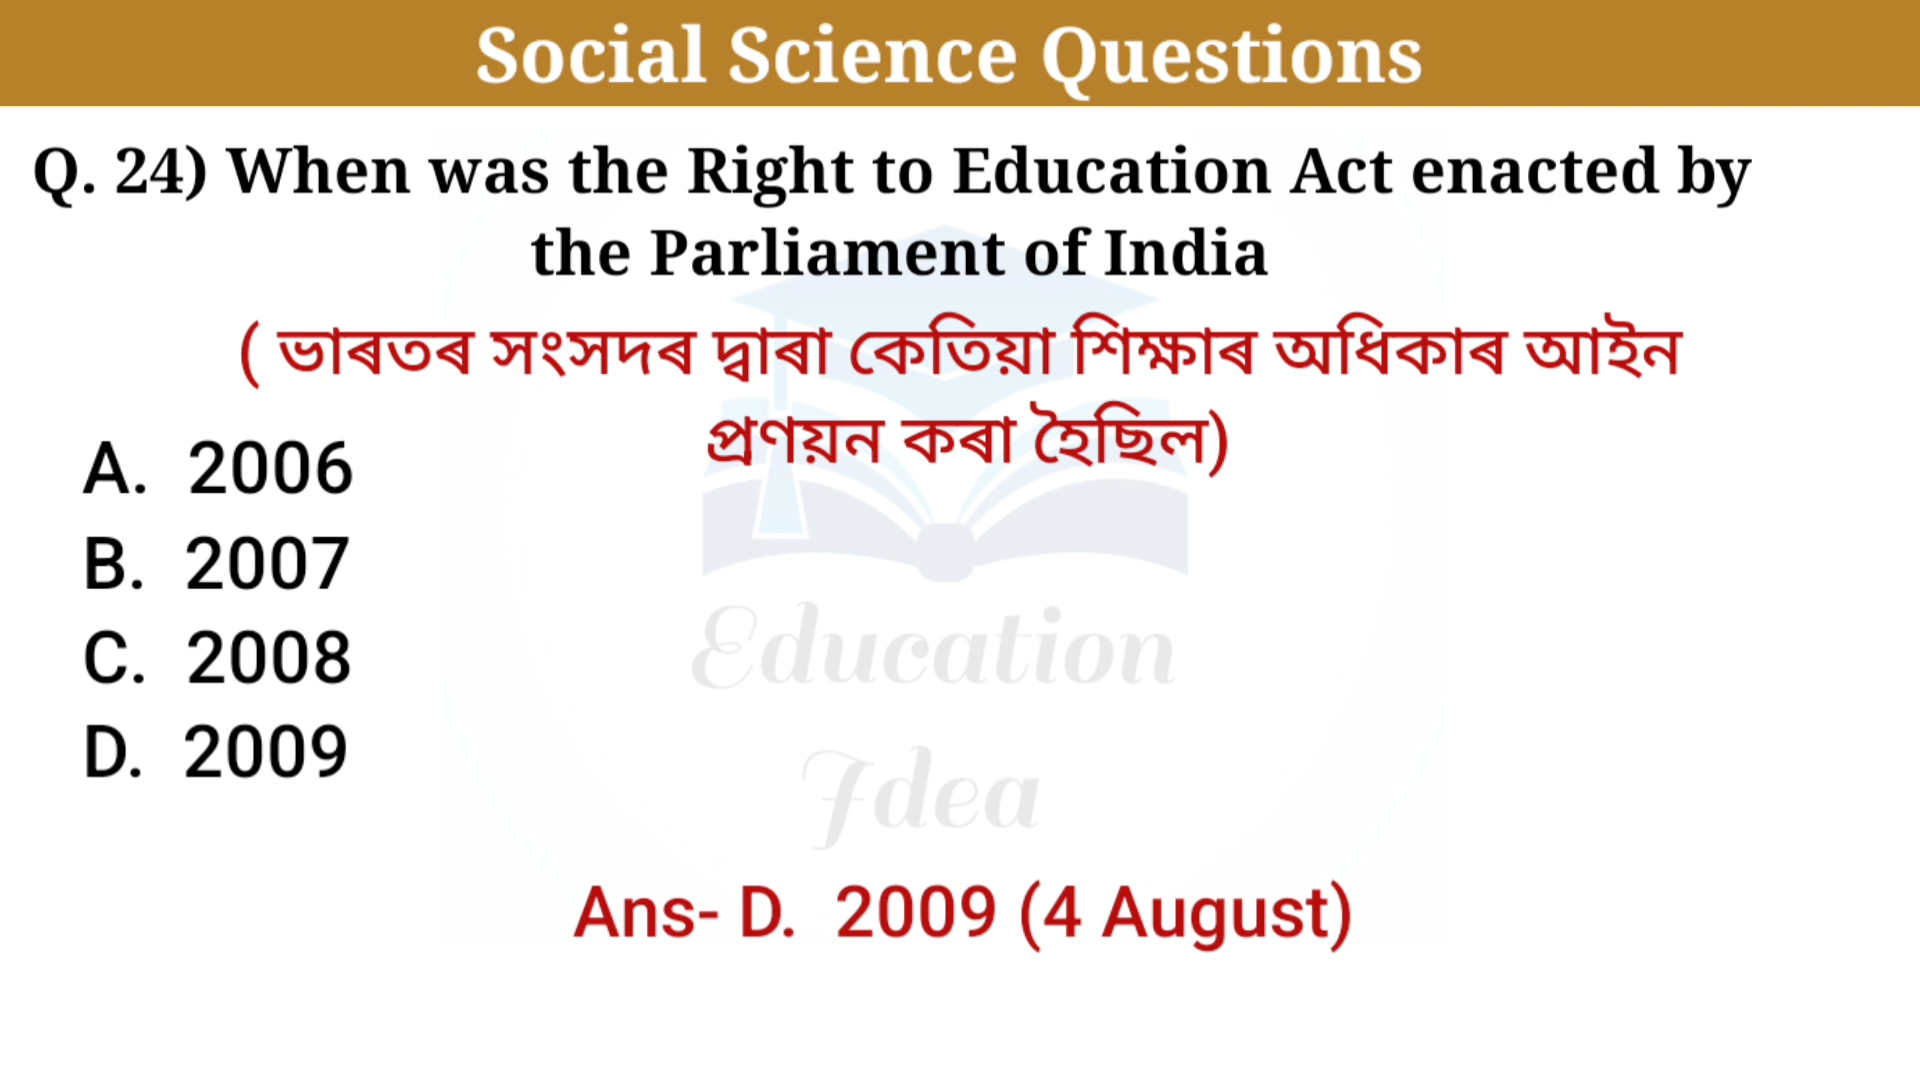 Social Science Questions
Q. 24) When was the Right to Education Act enacted by
the Parliament of India
( ভাৰতৰ সংসদৰ দ্বাৰা কেতিয়া শিক্ষাৰ অধিকাৰ আইন
প্ৰণয়ন কৰা হৈছিল)
A. 2006
B. 2007
C. 2008
D. 2009
Education
Idea
Ans- D. 2009 (4 August)